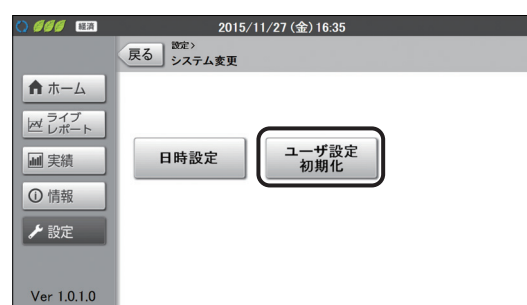 経済
2015/11/27(金)16:35
戻る
設定>
システム変更
ホーム
ライブ
レポート
実績
情報
設定
日時設定
ユーザ設定
初期化
Ver 1.0.1.0